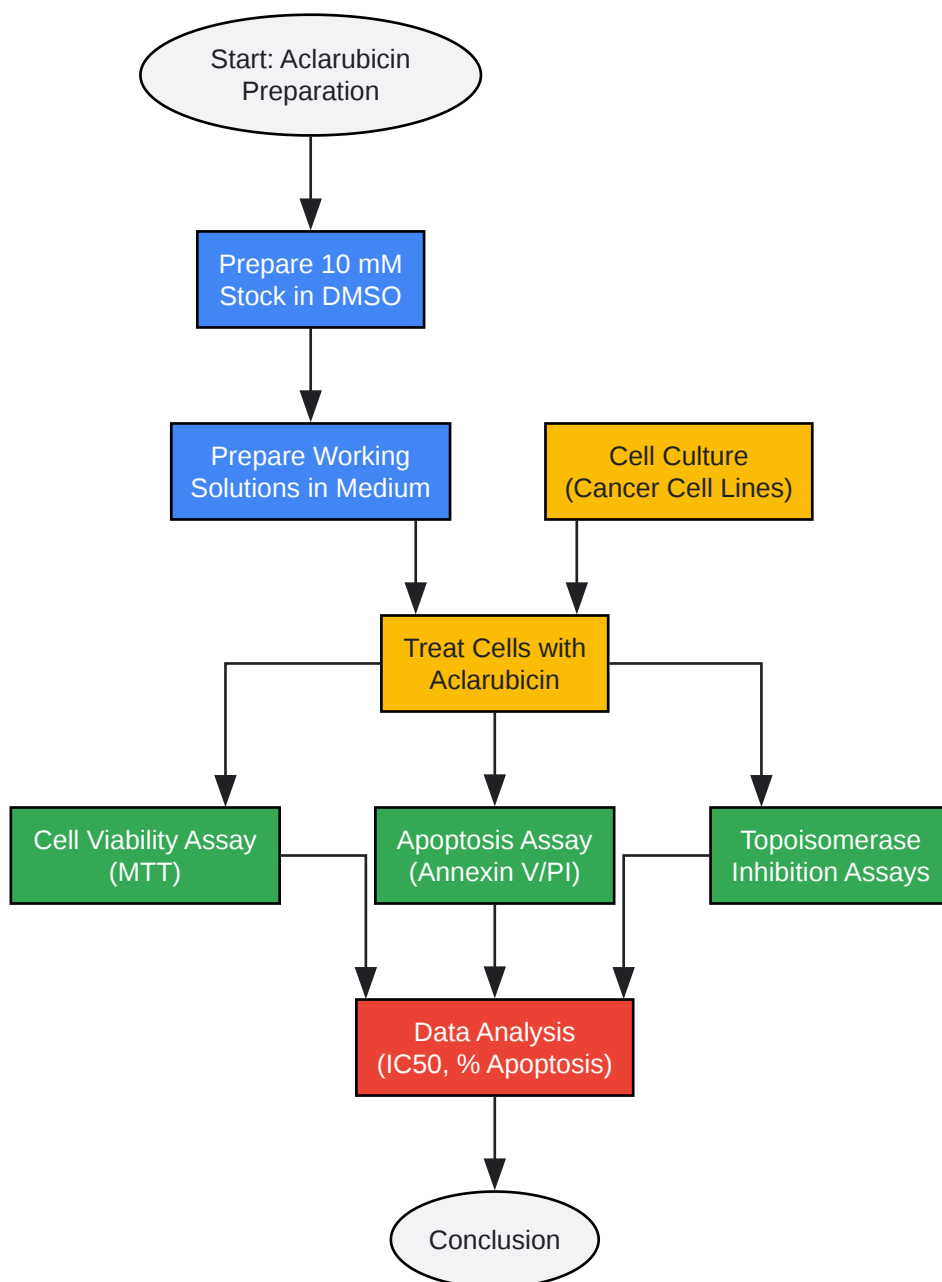 Start: Aclarubicin
Preparation
Prepare 10 mM
Stock in DMSO
Prepare Working
Solutions in Medium
Cell Culture
(Cancer Cell Lines)
Treat Cells with
Aclarubicin
Cell Viability Assay
(MTT)
Apoptosis Assay
(Annexin V/PI)
Topoisomerase
Inhibition Assays
Data Analysis
(IC50, % Apoptosis)
Conclusion